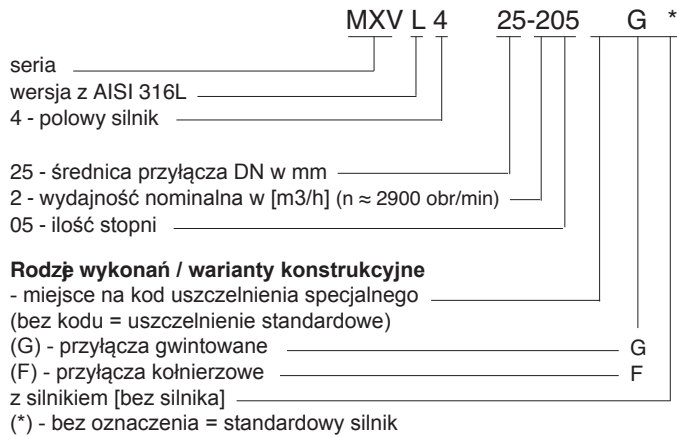 MXV L 4 25-205 G *
seria
wersja z AISI 316L
4 - polowy silnik
25 - średnica przyłącza DN w mm
2 - wydajność nominalna w [m3/h] (n ≈ 2900 obr/min)
05 - ilość stopni
Rodzje wykonań / warianty konstrukcyjne
- miejsce na kod uszczelnienia specjalnego
(bez kodu = uszczelnienie standardowe)
(G) - przyłącza gwintowane G
(F) - przyłącza kołnierzowe F
z silnikiem [bez silnika]
(*) - bez oznaczenia = standardowy silnik